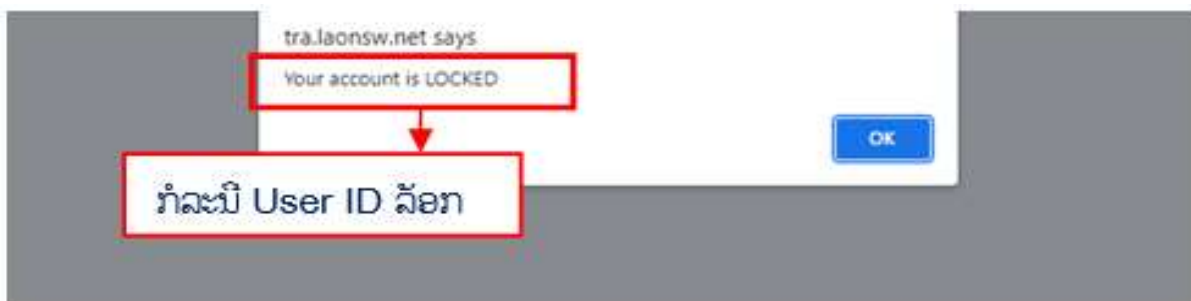 tra.laonsw.net says
Your account is LOCKED
OK
ກໍລະນີ User ID ລ໊ອກ